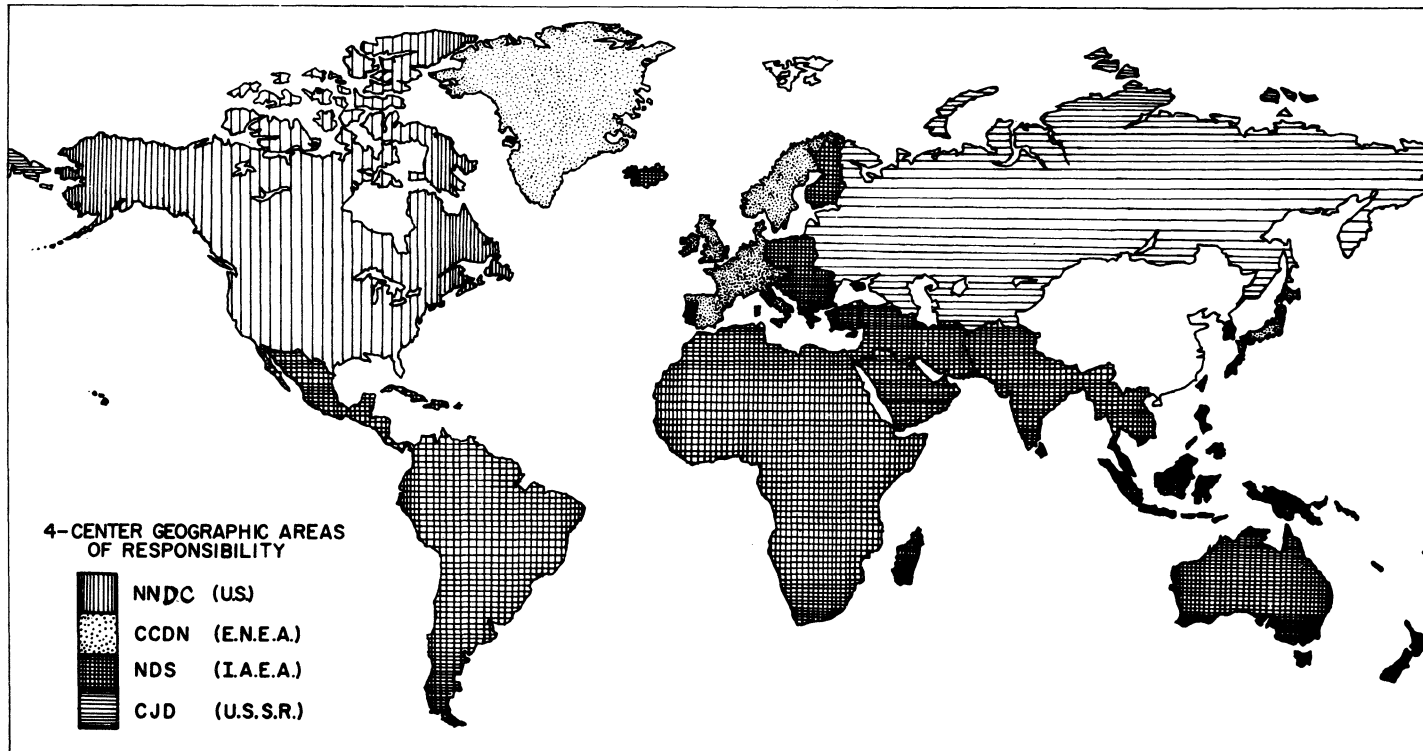 4-CENTER GEOGRAPHIC AREAS
OF RESPONSIBILITY
NNDC (U.S.)
CCDN (E.N.E.A.)
NDS (I.A.E.A.)
CJD (U.S.S.R.)